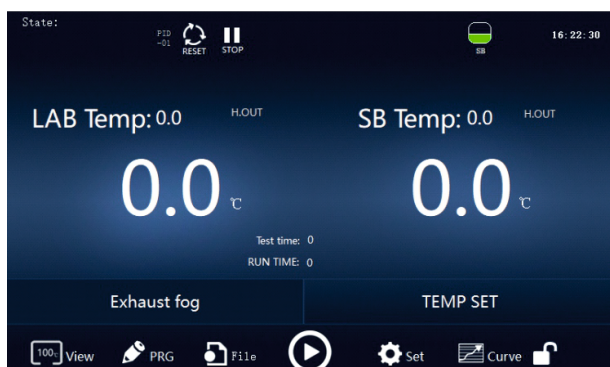 State:
PID
-01
RESET
STOP
SB
16:22:30
LAB Temp: 0.0
H.OUT
SB Temp: 0.0
H.OUT
0.0 ℃
0.0 ℃
Test time: 0
RUN TIME: 0
Exhaust fog
TEMP SET
100℃ View
PRG
File
Set
Curve